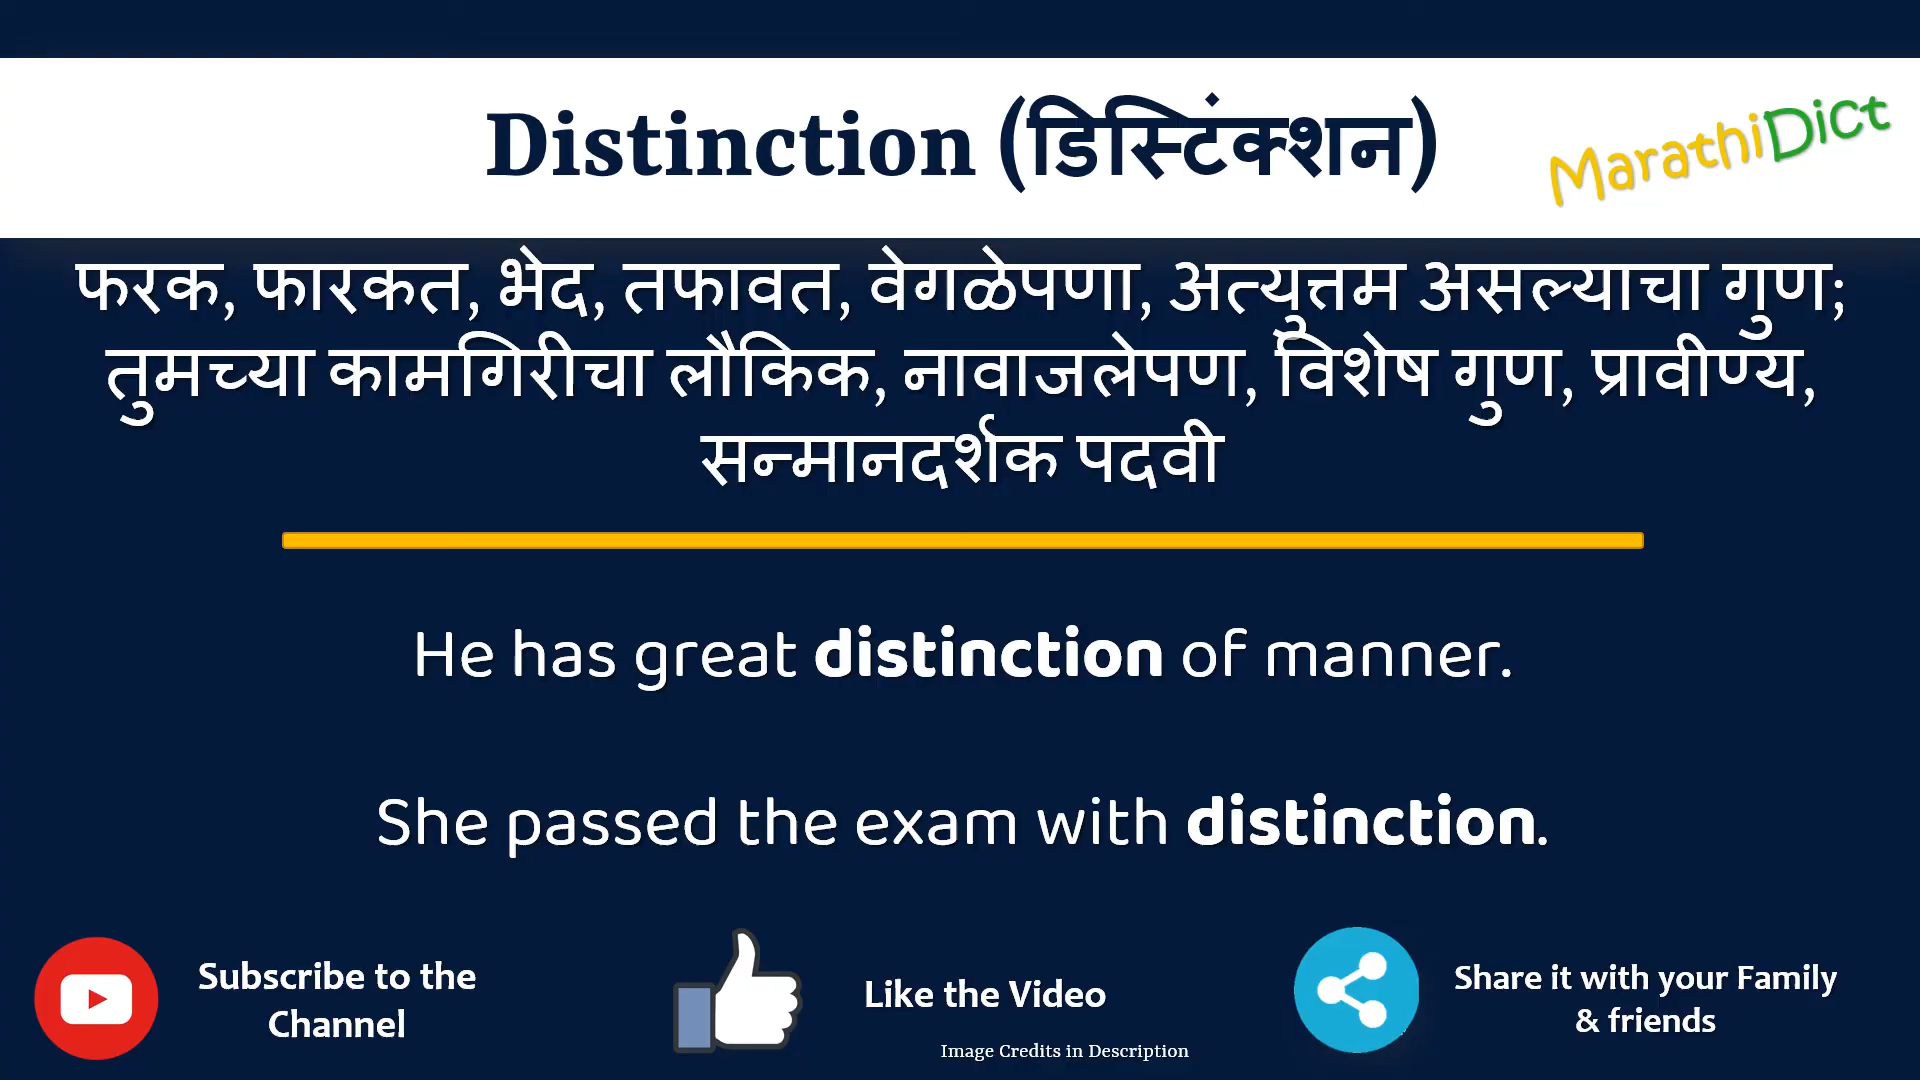 Distinction (डिस्टिंक्शन)
MarathiDict
फरक, फारकत, भेद, तफावत, वेगळेपणा, अत्युत्तम असल्याचा गुण;
तुमच्या कामगिरीचा लौकिक, नावाजलेपण, विशेष गुण, प्रावीण्य,
सन्मानदर्शक पदवी
He has great distinction of manner.
She passed the exam with distinction.
Subscribe to the
Channel
Like the Video
Share it with your Family
& friends
Image Credits in Description